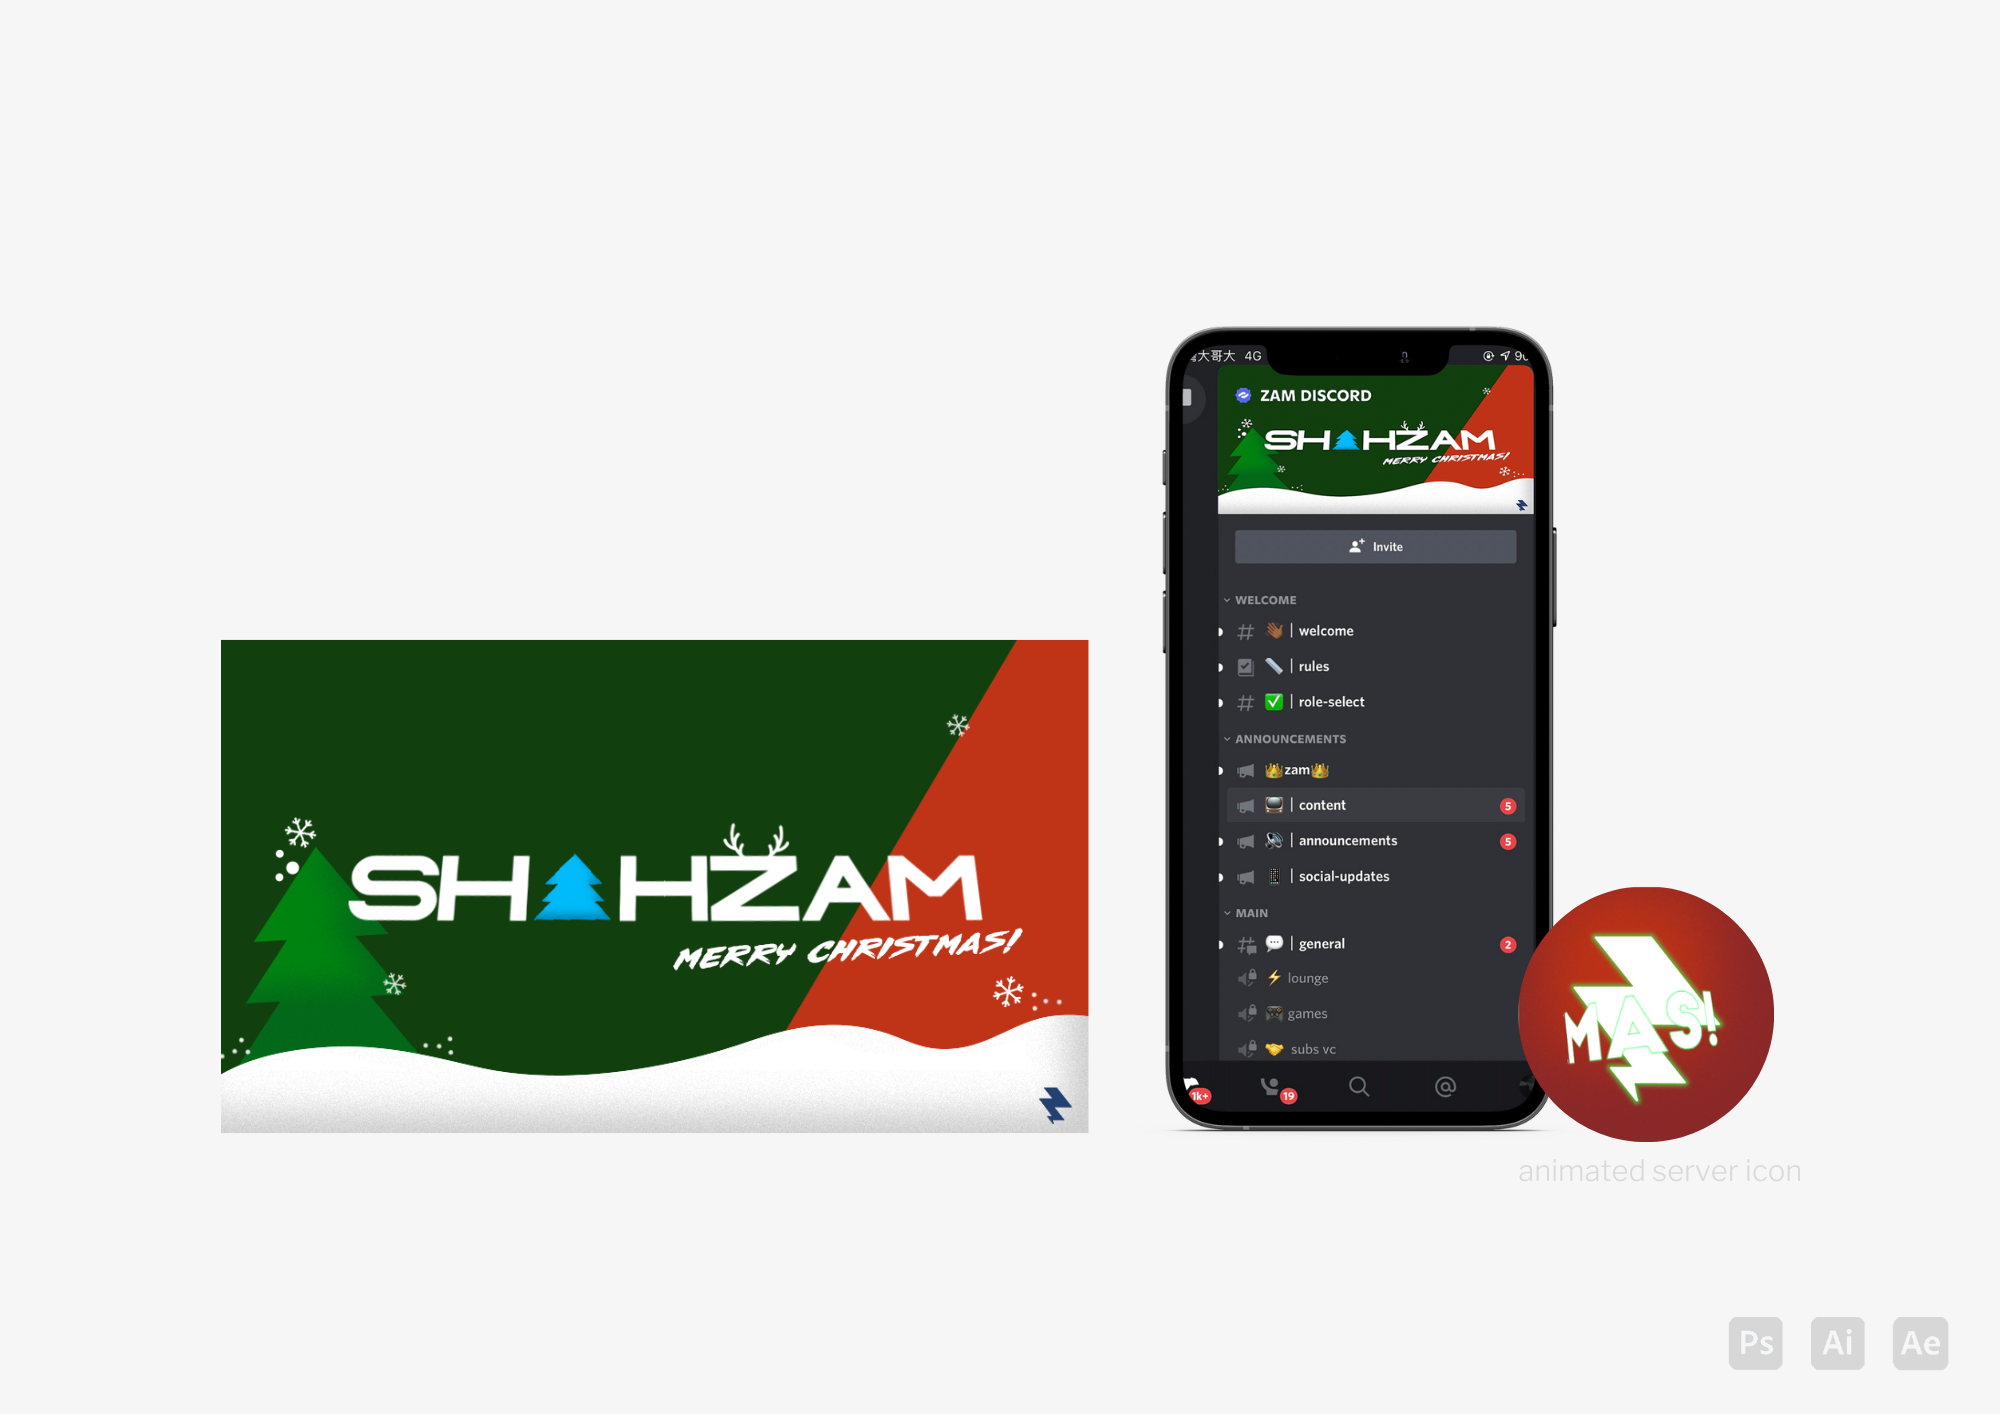 SHAHZAM
MERRY CHRISTMAS!
大哥大 4G
ZAM DISCORD
SHAHZAM
MERRY CHRISTMAS!
Invite
WELCOME
| welcome
| rules
| role-select
ANNOUNCEMENTS
zam
| content 5
| announcements 5
| social-updates
MAIN
| general 2
lounge
games
subs vc
1k+ 19
MAS!
animated server icon
Ps Ai Ae